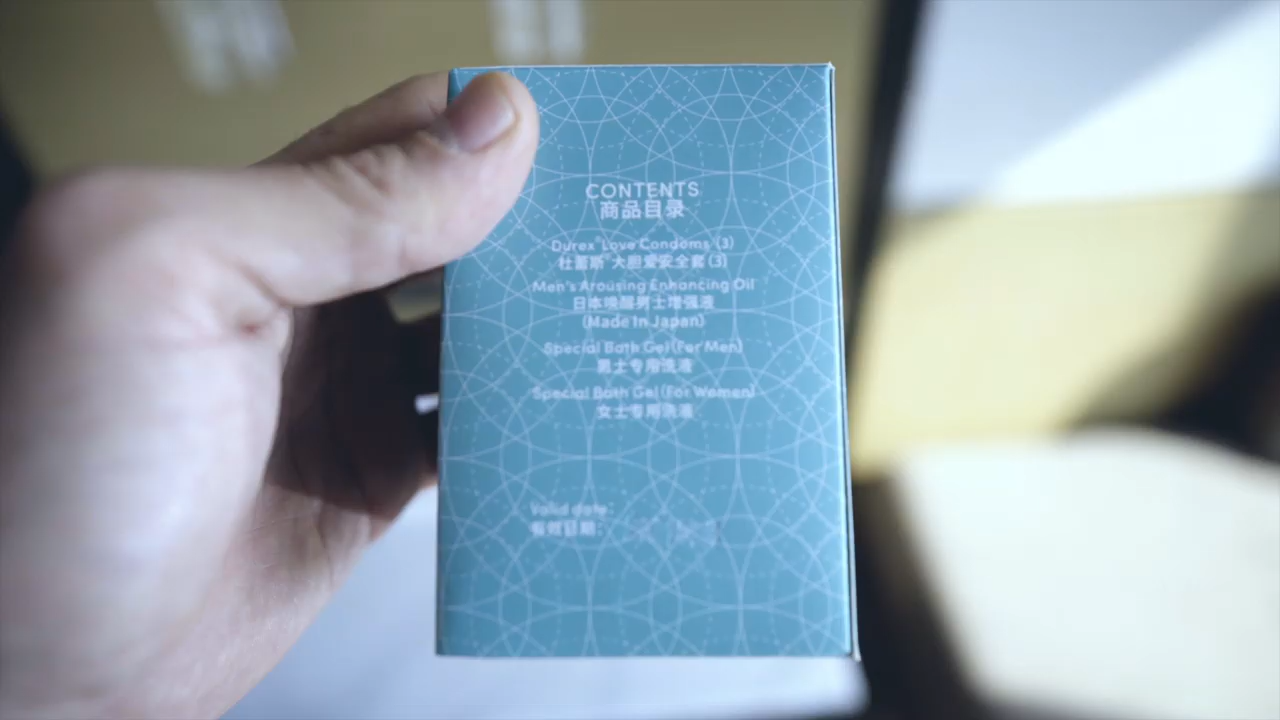 CONTENTS
商品目录
Durex® Love Condoms (3)
杜蕾斯® 大胆爱安全套 (3)
Men's Arousing Enhancing Oil
日本唤醒男士增强液
(Made In Japan)
Special Bath Gel (For Men)
男士专用洗液
Special Bath Gel (For Women)
女士专用洗液
Valid date:
有效日期: